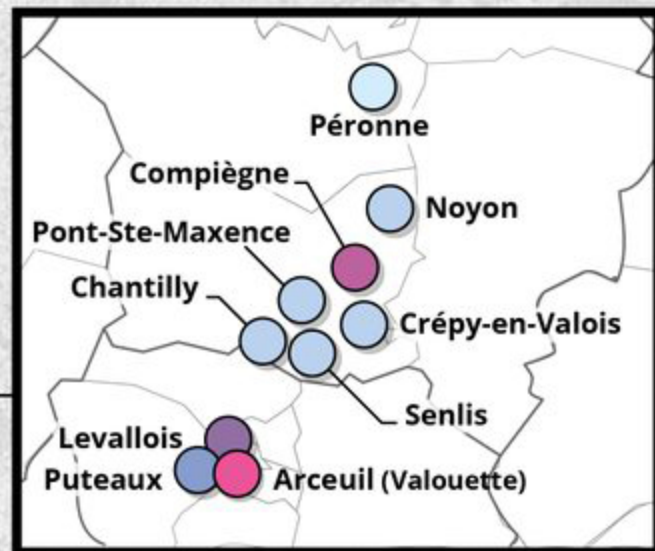 Péronne
Compiègne
Noyon
Pont-Ste-Maxence
Chantilly
Crépy-en-Valois
Senlis
Levallois
Puteaux
Arceuil (Valouette)